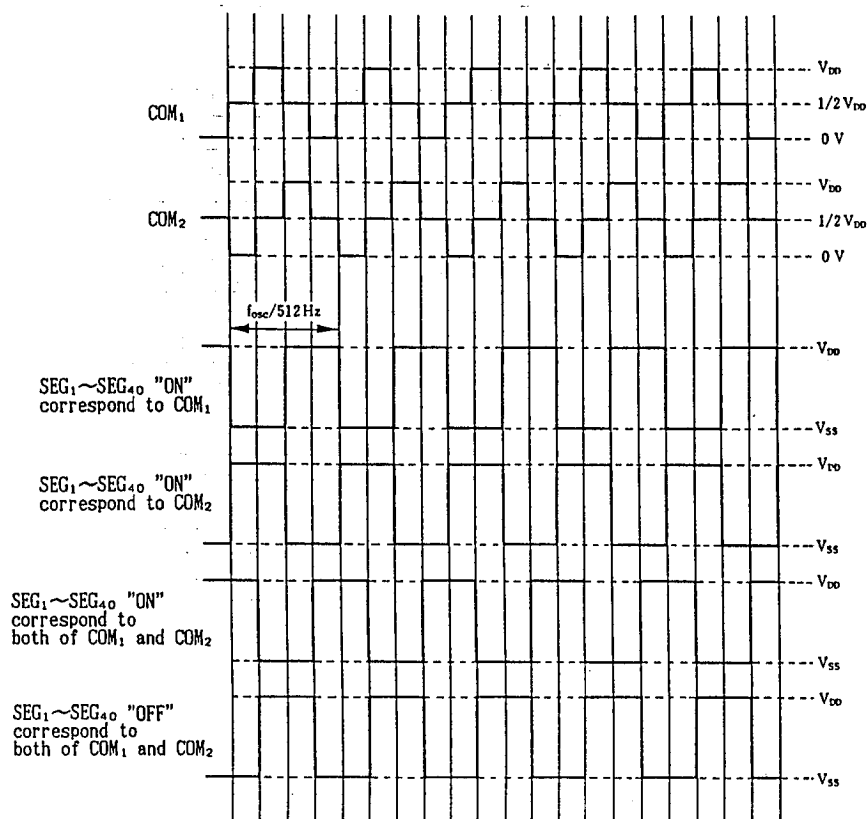 V_DD
COM₁
1/2 V_DD
0 V
V_DD
COM₂
1/2 V_DD
0 V
f_osc/512 Hz
V_DD
SEG₁～SEG₄₀ "ON"
correspond to COM₁
V_SS
V_DD
SEG₁～SEG₄₀ "ON"
correspond to COM₂
V_SS
V_DD
SEG₁～SEG₄₀ "ON"
correspond to
both of COM₁ and COM₂
V_SS
V_DD
SEG₁～SEG₄₀ "OFF"
correspond to
both of COM₁ and COM₂
V_SS